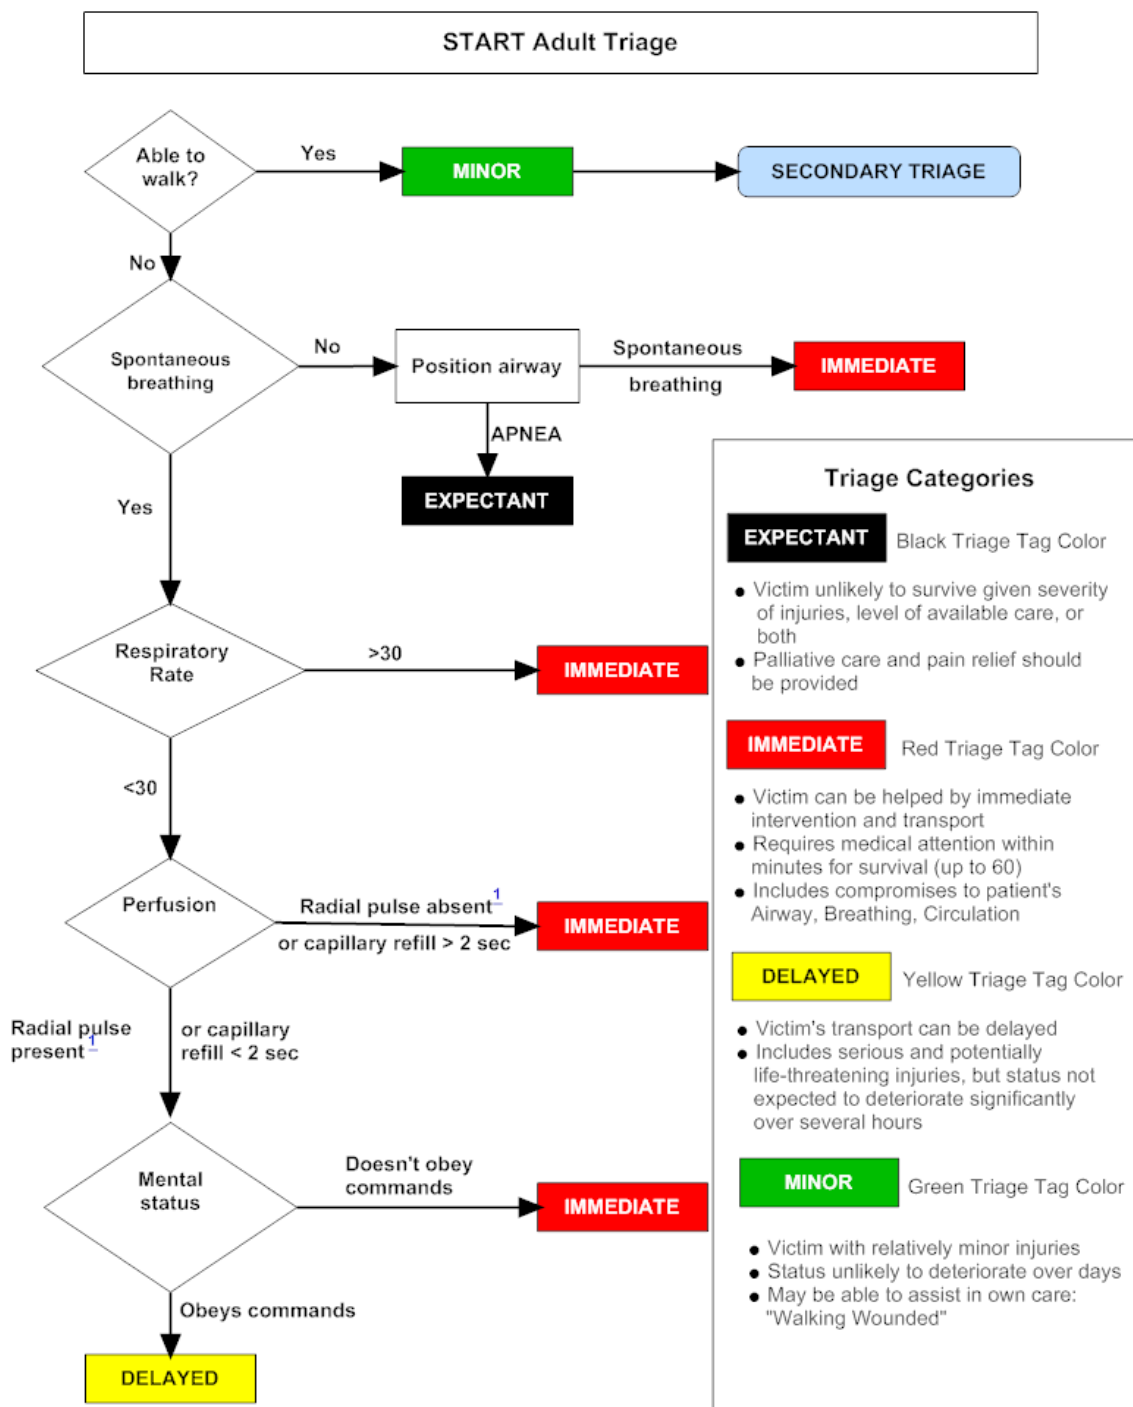 START Adult Triage
Able to
walk?
Yes
MINOR
SECONDARY TRIAGE
No
Spontaneous
breathing
No
Position airway
Spontaneous
breathing
IMMEDIATE
APNEA
EXPECTANT
Yes
Respiratory
Rate
>30
IMMEDIATE
<30
Perfusion
Radial pulse absent 1
or capillary refill > 2 sec
IMMEDIATE
Radial pulse
present 1
or capillary
refill < 2 sec
Mental
status
Doesn't obey
commands
IMMEDIATE
Obeys commands
DELAYED
Triage Categories
EXPECTANT Black Triage Tag Color
● Victim unlikely to survive given severity
of injuries, level of available care, or
both
● Palliative care and pain relief should
be provided
IMMEDIATE Red Triage Tag Color
● Victim can be helped by immediate
intervention and transport
● Requires medical attention within
minutes for survival (up to 60)
● Includes compromises to patient's
Airway, Breathing, Circulation
DELAYED Yellow Triage Tag Color
● Victim's transport can be delayed
● Includes serious and potentially
life-threatening injuries, but status not
expected to deteriorate significantly
over several hours
MINOR Green Triage Tag Color
● Victim with relatively minor injuries
● Status unlikely to deteriorate over days
● May be able to assist in own care:
"Walking Wounded"